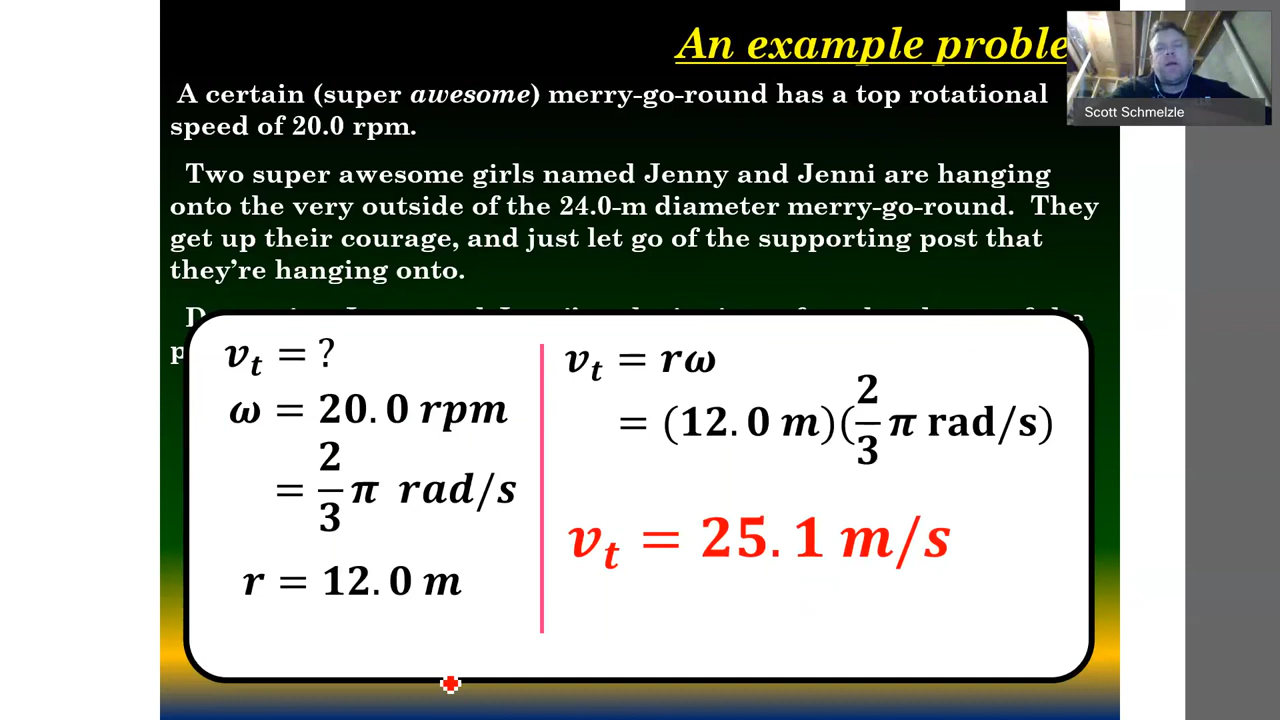 An example proble
Scott Schmelzle
A certain (super awesome) merry-go-round has a top rotational
speed of 20.0 rpm.
Two super awesome girls named Jenny and Jenni are hanging
onto the very outside of the 24.0-m diameter merry-go-round. They
get up their courage, and just let go of the supporting post that
they're hanging onto.
v_t = ?
ω = 20.0 rpm
= 2/3 π rad/s
r = 12.0 m
v_t = rω
= (12.0 m)(2/3 π rad/s)
v_t = 25.1 m/s